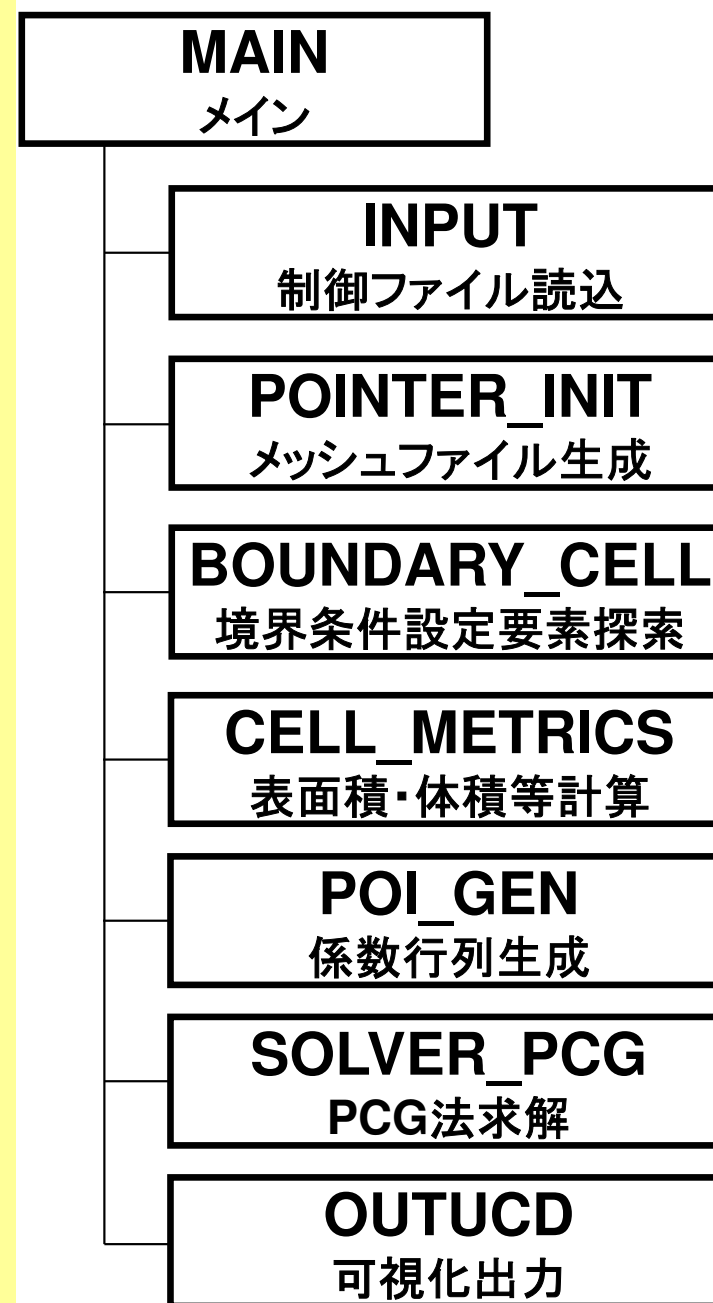 MAIN
メイン
INPUT
制御ファイル読込
POINTER_INIT
メッシュファイル生成
BOUNDARY_CELL
境界条件設定要素探索
CELL_METRICS
表面積・体積等計算
POI_GEN
係数行列生成
SOLVER_PCG
PCG法求解
OUTUCD
可視化出力